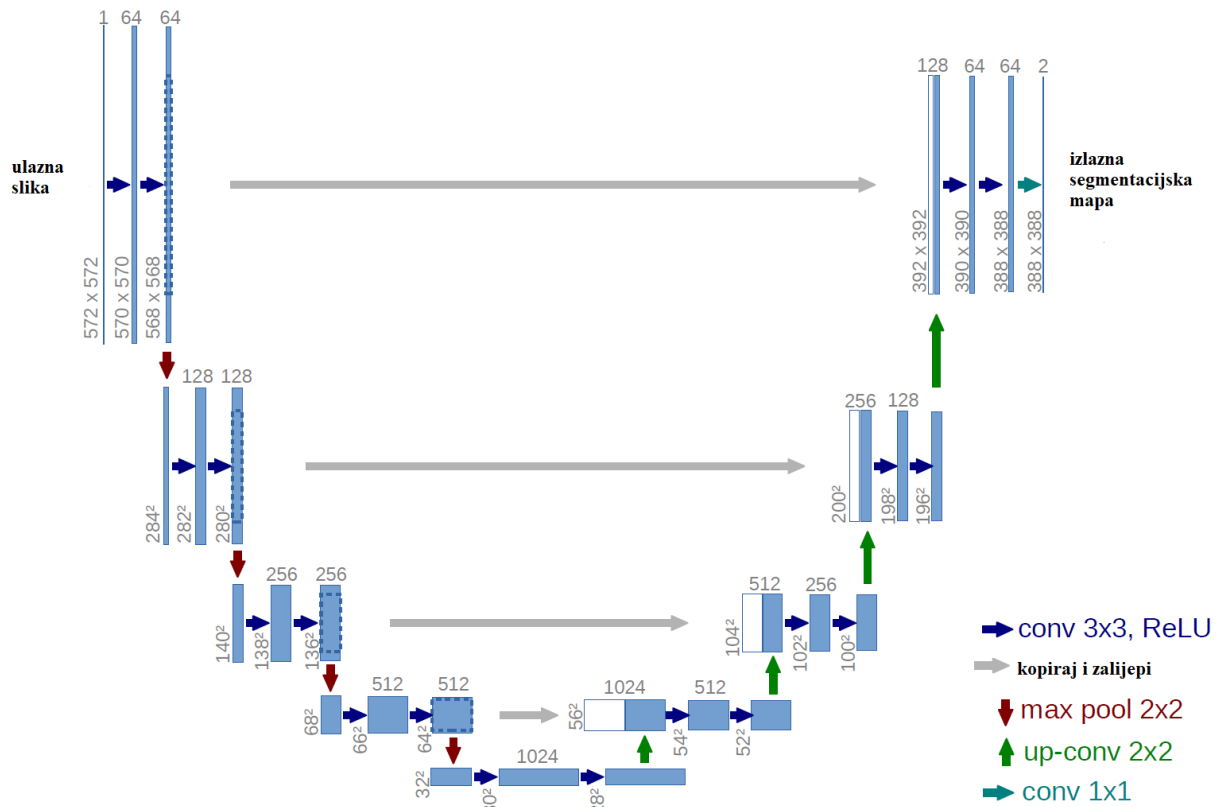 1 64 64
128 64 64 2
ulazna
slika
izlazna
segmentacijska
mapa
572 x 572
570 x 570
568 x 568
392 x 392
390 x 390
388 x 388
388 x 388
128 128
256 128
284²
282²
280²
200²
198²
196²
256 256
512 256
140²
138²
136²
104²
102²
100²
conv 3x3, ReLU
kopiraj i zalijepi
max pool 2x2
up-conv 2x2
conv 1x1
512 512
1024 512
68²
66²
64²
56²
54²
52²
1024
32²